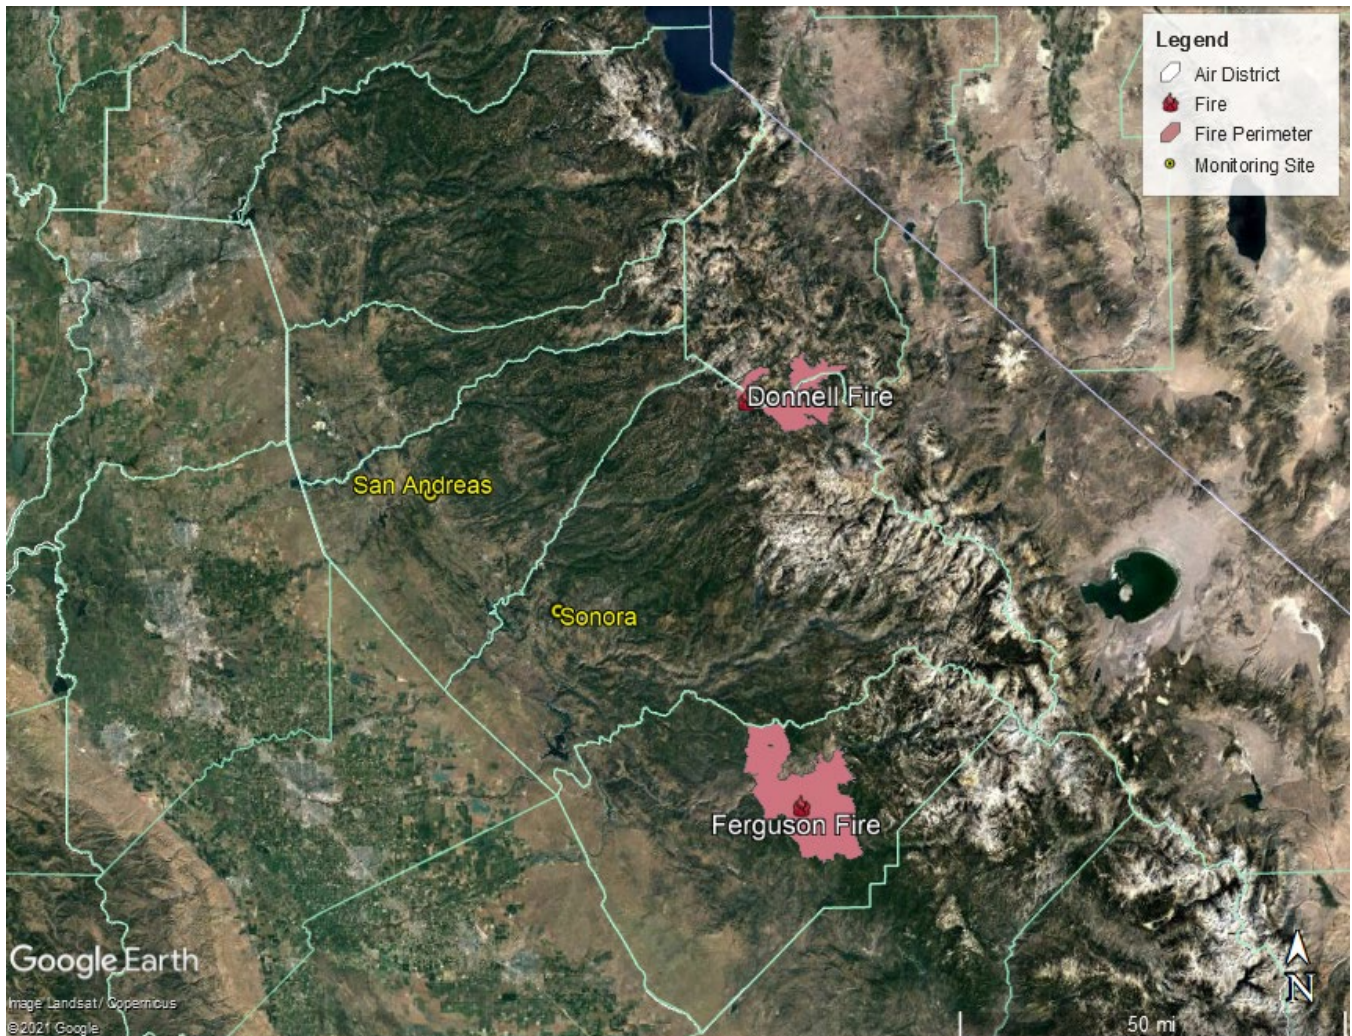 Legend
Air District
Fire
Fire Perimeter
Monitoring Site
Donnell Fire
San Andreas
Sonora
Ferguson Fire
Google Earth
Image Landsat / Copernicus
© 2021 Google
N
50 mi